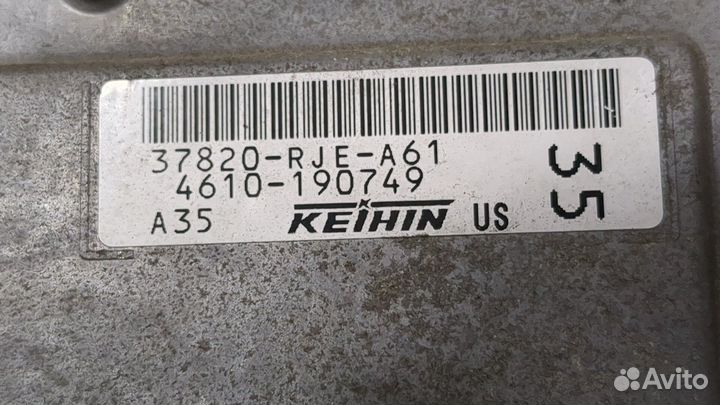 37820-RJE-A61
4610-190749
A35 KEIHIN US
35
Avito